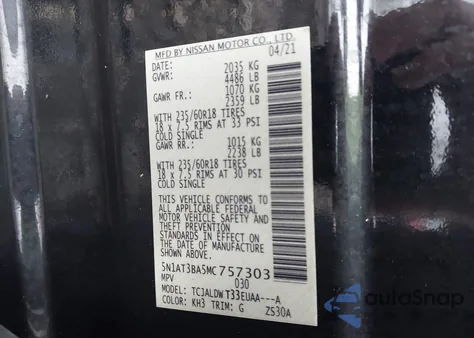 MFD BY NISSAN MOTOR CO., LTD.
04/21
DATE: 2035 KG
GVWR: 4486 LB
GAWR FR.: 1070 KG
2359 LB
WITH 235/60R18 TIRES
18 x 7.5 RIMS AT 33 PSI
COLD SINGLE
GAWR RR.: 1015 KG
2238 LB
WITH 235/60R18 TIRES
18 x 7.5 RIMS AT 30 PSI
COLD SINGLE
THIS VEHICLE CONFORMS TO
ALL APPLICABLE FEDERAL
MOTOR VEHICLE SAFETY AND
THEFT PREVENTION
STANDARDS IN EFFECT ON THE
DATE OF MANUFACTURE SHOWN
ABOVE.
5N1AT3BA5MC757303
MPV 030
MODEL: TCJALDWT33EUAA---A
COLOR: KH3 TRIM: G ZS30A
autoSnap